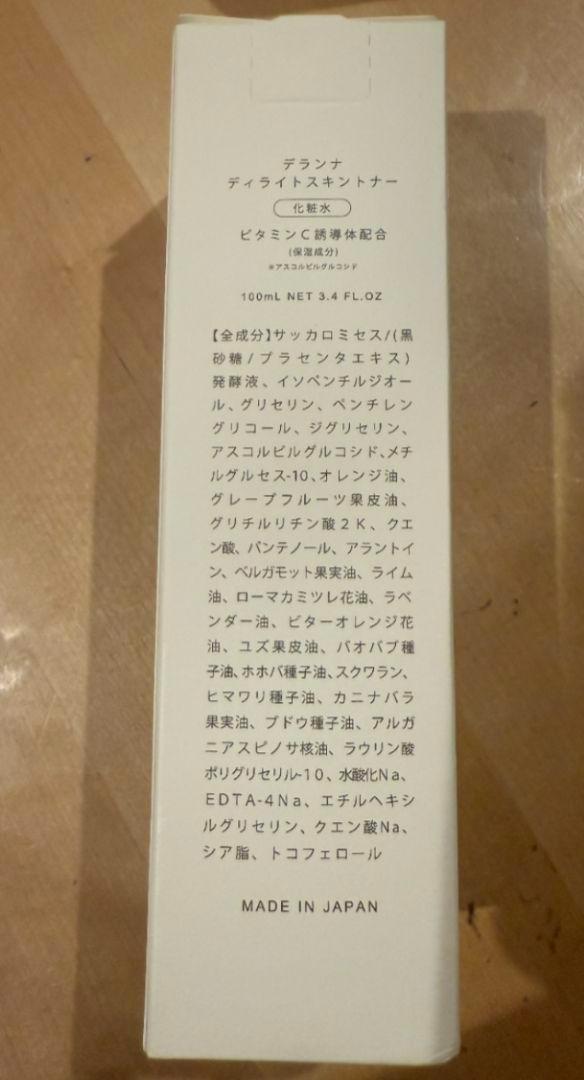 デランナ
ディライトスキントナー
化粧水
ビタミンC誘導体配合
(保湿成分)
※アスコルビルグルコシド
100mL NET 3.4 FL.OZ
【全成分】サッカロミセス/(黒
砂糖/プラセンタエキス)
発酵液、イソペンチルジオー
ル、グリセリン、ペンチレン
グリコール、ジグリセリン、
アスコルビルグルコシド、メチ
ルグルセス-10、オレンジ油、
グレープフルーツ果皮油、
グリチルリチン酸2K、クエ
ン酸、パンテノール、アラントイ
ン、ベルガモット果実油、ライム
油、ローマカミツレ花油、ラベ
ンダー油、ビターオレンジ花
油、ユズ果皮油、バオバブ種
子油、ホホバ種子油、スクワラン、
ヒマワリ種子油、カニナバラ
果実油、ブドウ種子油、アルガ
ニアスピノサ核油、ラウリン酸
ポリグリセリル-10、水酸化Na、
EDTA-4Na、エチルヘキシ
ルグリセリン、クエン酸Na、
シア脂、トコフェロール
MADE IN JAPAN